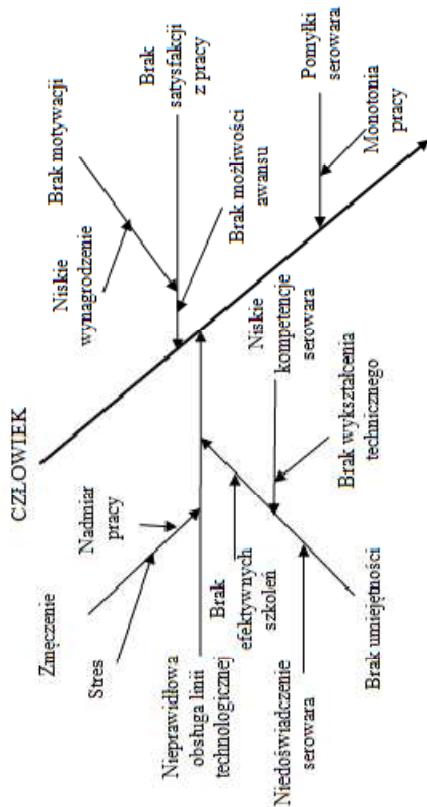 CZŁOWIEK
Zmęczenie
Stres
Nadmiar
pracy
Nieprawidłowa
obsługa linii
technologicznej
Brak
efektywnych
szkoleń
Niedoświadczenie
serowara
Brak umiejętności
Niskie
kompetencje
serowara
Brak wykształcenia
technicznego
Niskie
wynagrodzenie
Brak motywacji
Brak
satysfakcji
z pracy
Brak możliwości
awansu
Pomyłki
serowara
Monotonia
pracy